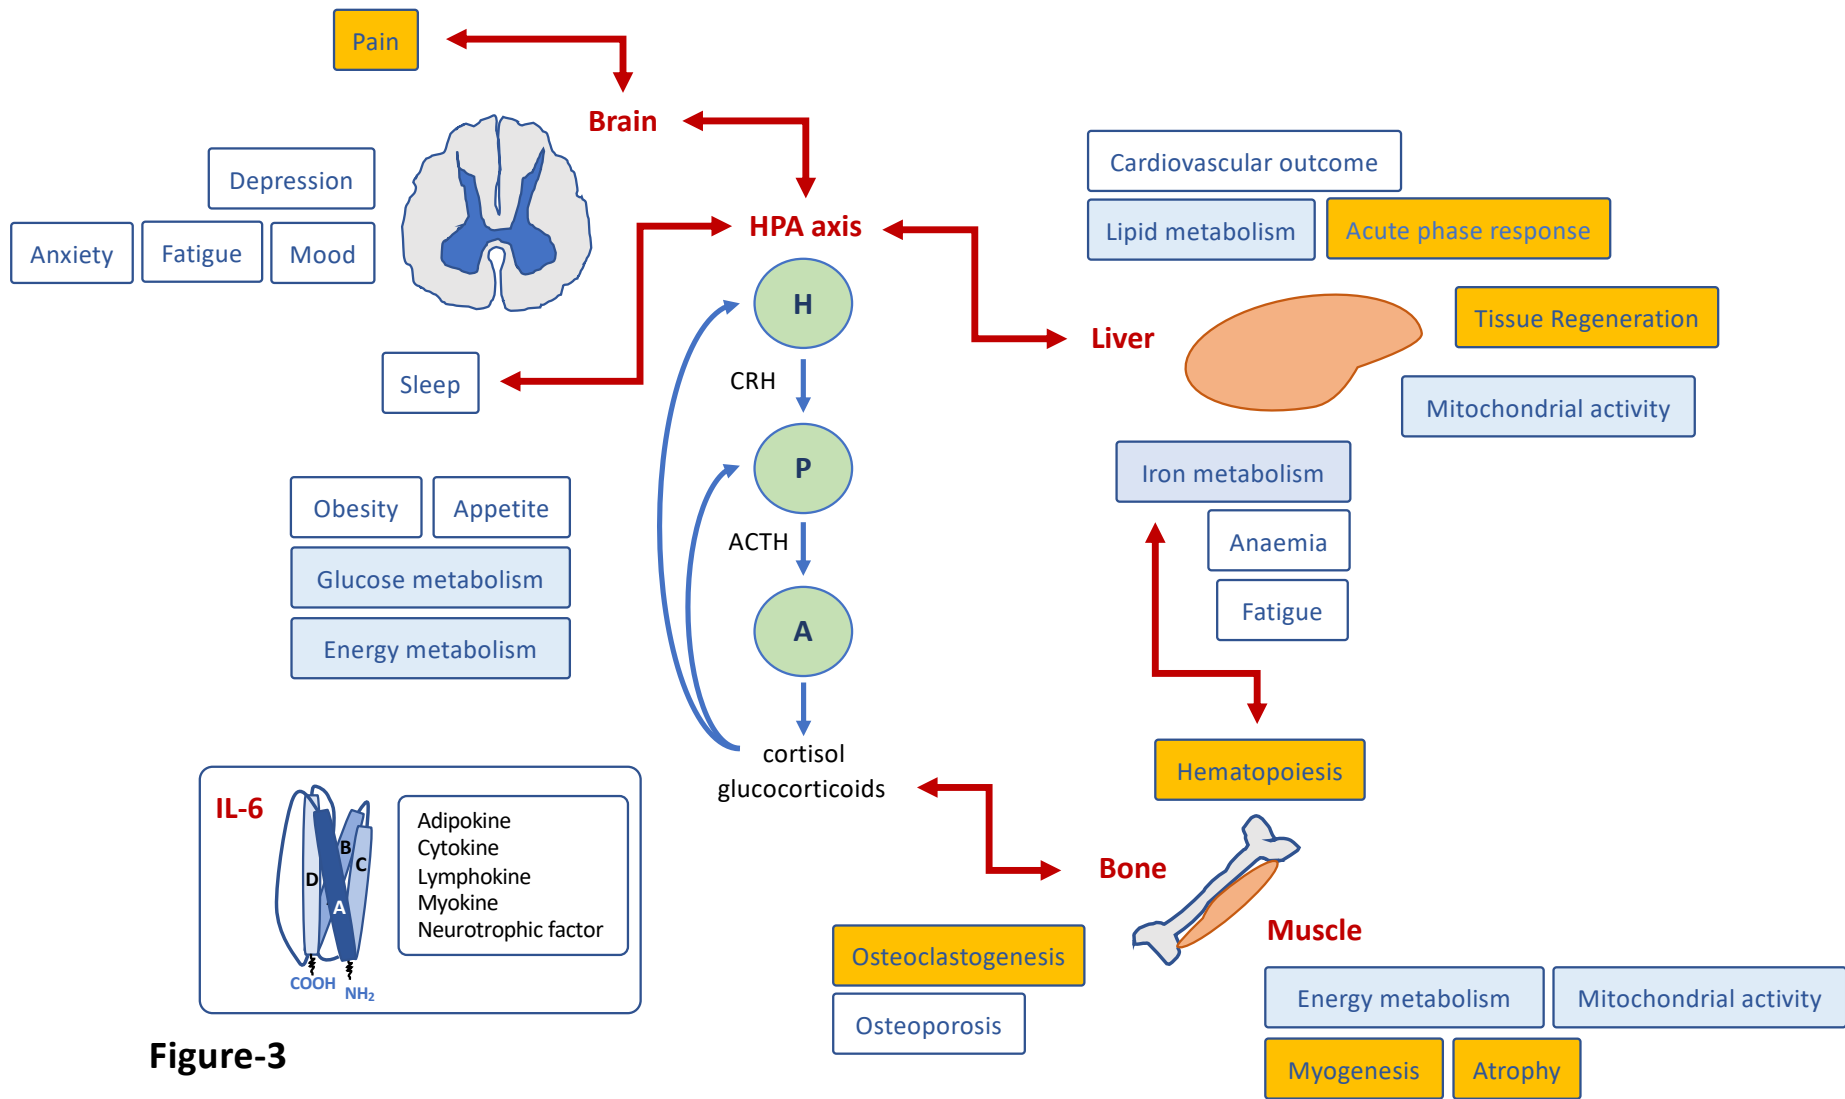 Pain
Brain
Depression
Anxiety
Fatigue
Mood
Sleep
HPA axis
H
CRH
P
ACTH
A
cortisol
glucocorticoids
Obesity
Appetite
Glucose metabolism
Energy metabolism
Cardiovascular outcome
Lipid metabolism
Acute phase response
Liver
Tissue Regeneration
Mitochondrial activity
Iron metabolism
Anaemia
Fatigue
Hematopoiesis
Bone
Muscle
Osteoclastogenesis
Osteoporosis
Energy metabolism
Mitochondrial activity
Myogenesis
Atrophy
IL-6
B
C
D
A
COOH
NH₂
Adipokine
Cytokine
Lymphokine
Myokine
Neurotrophic factor
Figure-3